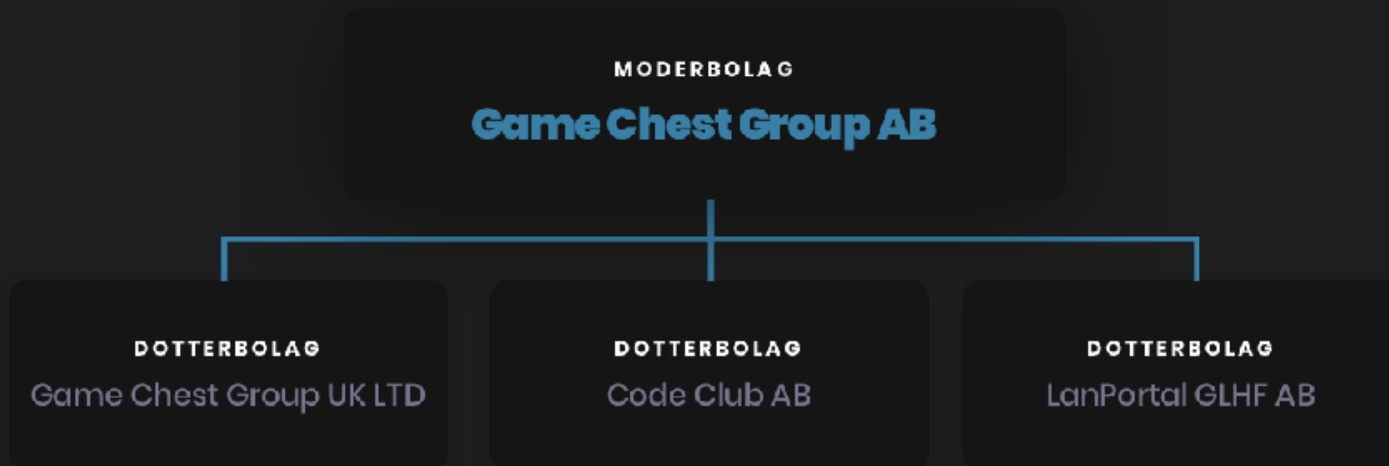 MODERBOLAG
Game Chest Group AB
DOTTERBOLAG
Game Chest Group UK LTD
DOTTERBOLAG
Code Club AB
DOTTERBOLAG
LanPortal GLHF AB